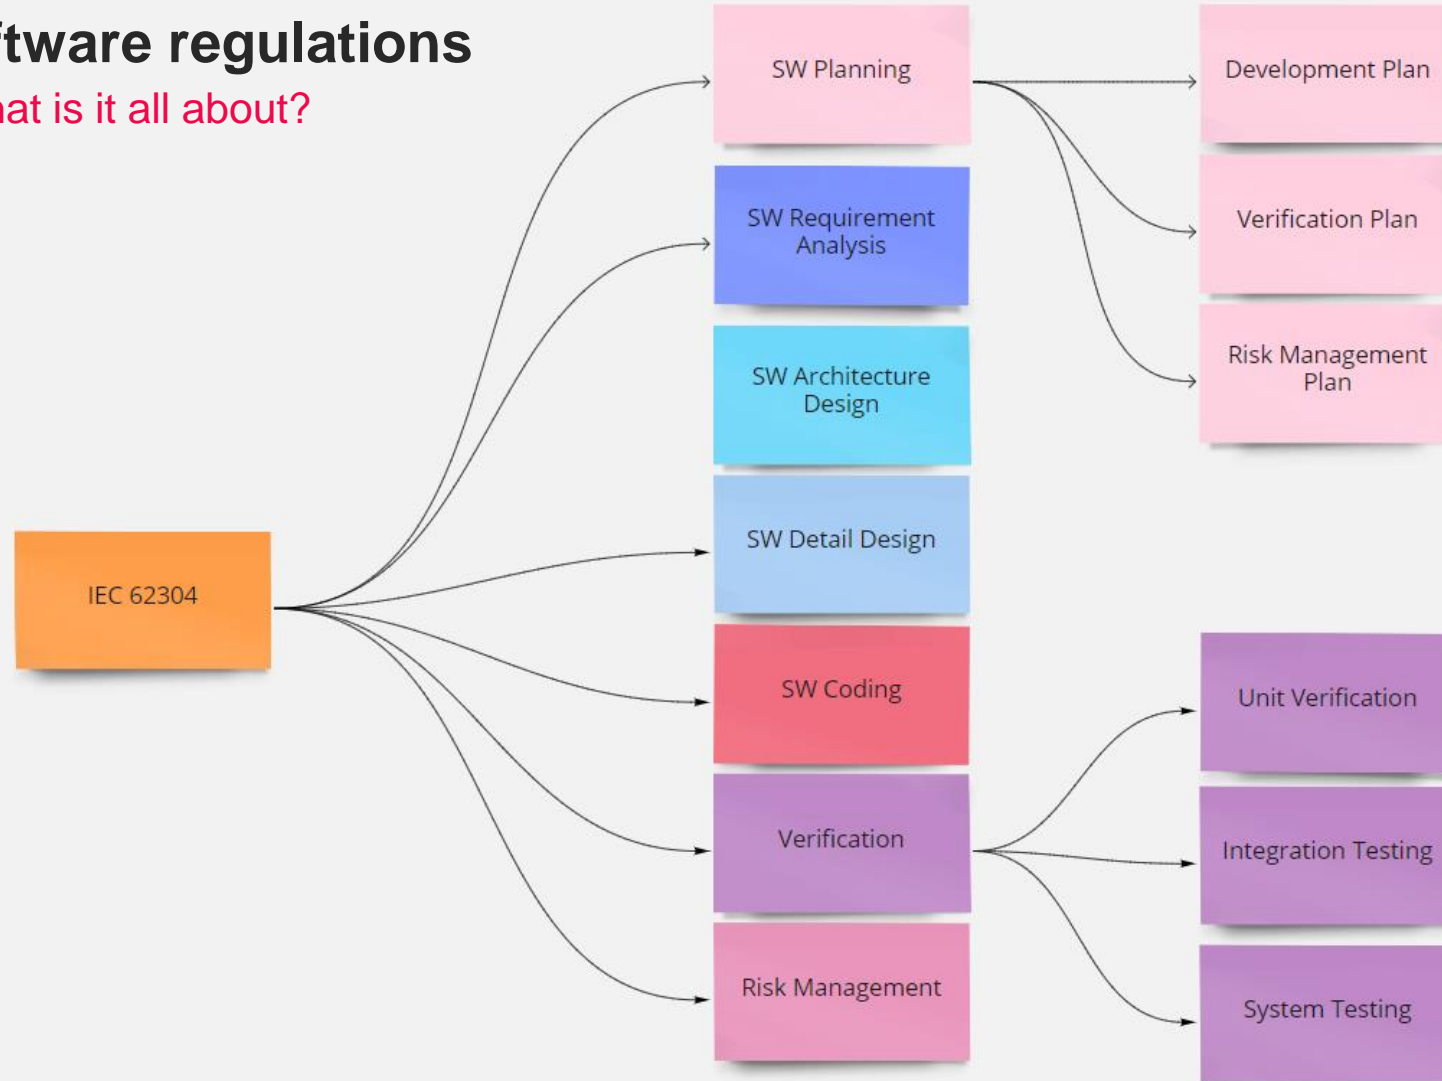 ftware regulations
hat is it all about?
SW Planning
Development Plan
Verification Plan
Risk Management
Plan
SW Requirement
Analysis
SW Architecture
Design
SW Detail Design
IEC 62304
SW Coding
Verification
Unit Verification
Integration Testing
System Testing
Risk Management